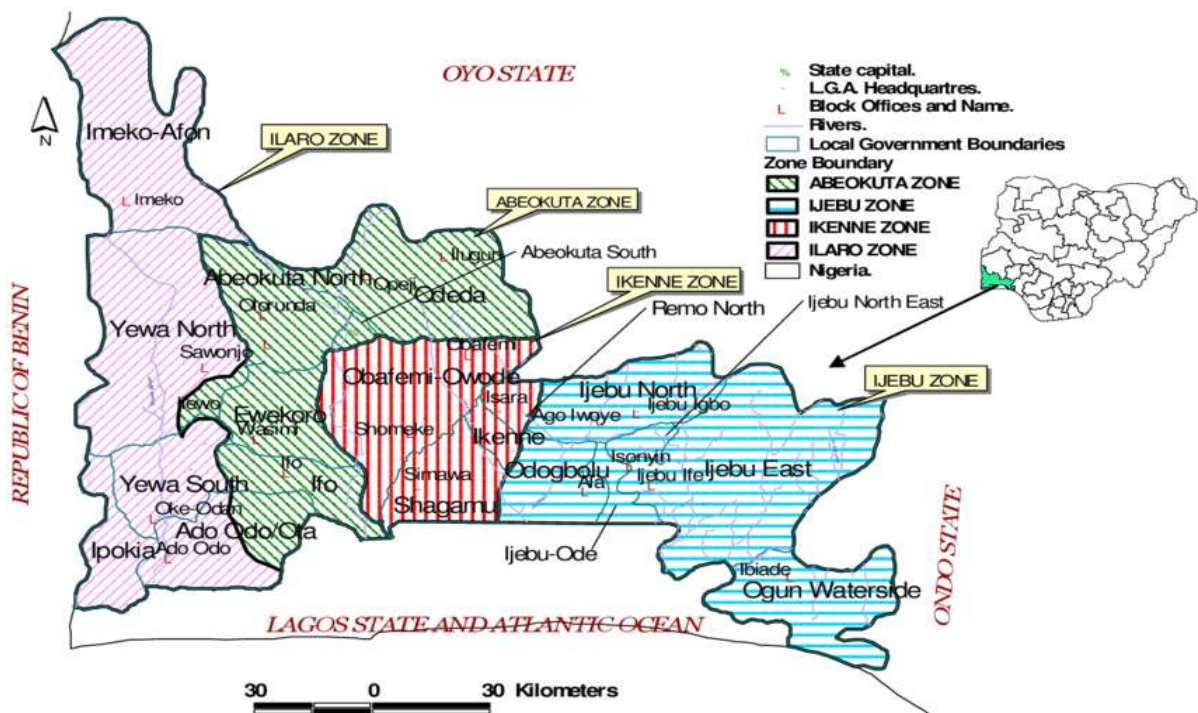 OYO STATE
% State capital.
L.G.A. Headquartres.
L Block Offices and Name.
Rivers.
Local Government Boundaries
Zone Boundary
ABEOKUTA ZONE
IJEBU ZONE
IKENNE ZONE
ILARO ZONE
Nigeria.
N
Imeko-Afon
ILARO ZONE
Imeko
ABEOKUTA ZONE
Ilugun
Abeokuta South
Abeokuta North
Opeji
Odeda
IKENNE ZONE
Ijebu North East
Remo North
REPUBLIC OF BENIN
Yewa North
Sawonjo
Obafemi
Obafemi-Owode
Isara
Ijebu North
IJEBU ZONE
Ewekoro
Wasimi
Shomeke
Ikenne
Ago Iwoye
Ijebu Igbo
Ifo
Ifo
Simawa
Odogbolu
Isonyin
Ala
Ijebu Ife
Ijebu East
Yewa South
Oke-Odan
Shagamu
Ado Odo/Ota
Ipokia
Ado Odo
Ijebu-Ode
Ibiade
Ogun Waterside
ONDO STATE
LAGOS STATE AND ATLANTIC OCEAN
30 0 30 Kilometers